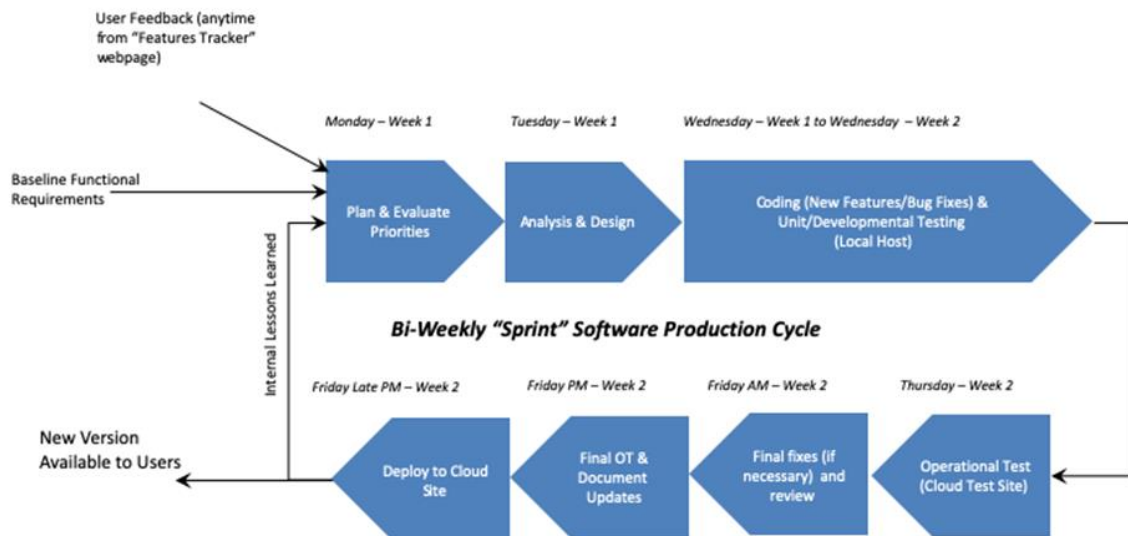 User Feedback (anytime
from “Features Tracker”
webpage)
Monday – Week 1
Tuesday – Week 1
Wednesday – Week 1 to Wednesday – Week 2
Baseline Functional
Requirements
Plan & Evaluate
Priorities
Analysis & Design
Coding (New Features/Bug Fixes) &
Unit/Developmental Testing
(Local Host)
Internal Lessons Learned
Bi-Weekly “Sprint” Software Production Cycle
Friday Late PM – Week 2
Friday PM – Week 2
Friday AM – Week 2
Thursday – Week 2
New Version
Available to Users
Deploy to Cloud
Site
Final OT &
Document
Updates
Final fixes (if
necessary) and
review
Operational Test
(Cloud Test Site)